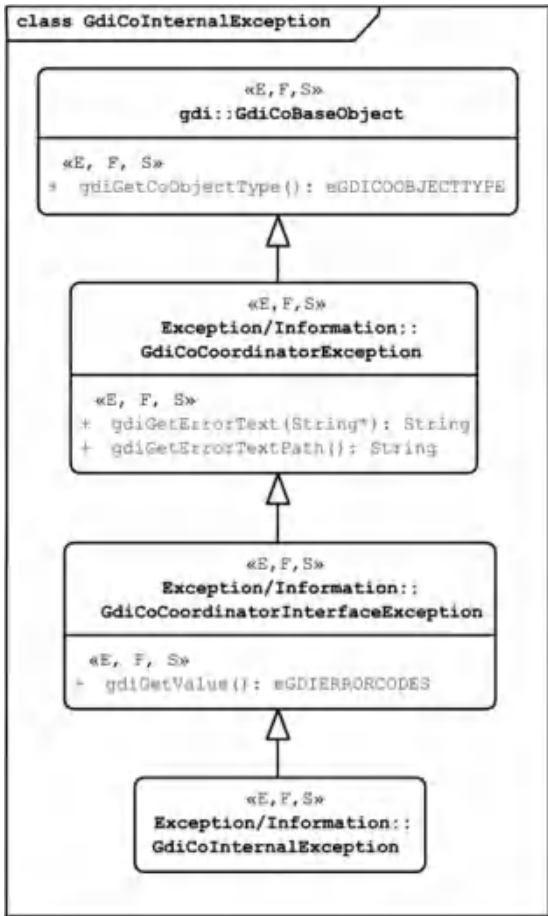 class GdiCoInternalException
«E,F,S»
gdi::GdiCoBaseObject
«E, F, S»
+ gdiGetCoObjectType(): eGDICOOBJECTTYPE
«E,F,S»
Exception/Information::
GdiCoCoordinatorException
«E, F, S»
+ gdiGetErrorText(String*): String
+ gdiGetErrorTextPath(): String
«E,F,S»
Exception/Information::
GdiCoCoordinatorInterfaceException
«E, F, S»
+ gdiGetValue(): eGDIERRORCODES
«E,F,S»
Exception/Information::
GdiCoInternalException